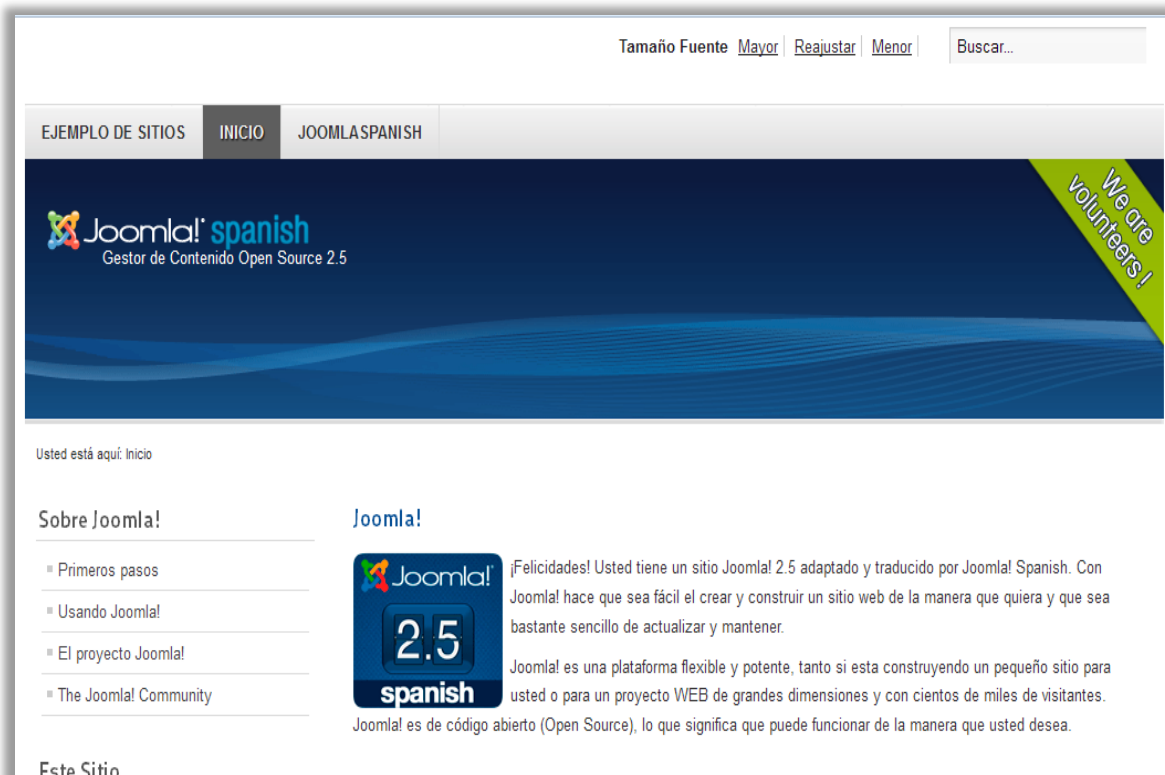 Tamaño Fuente Mayor Reajustar Menor Buscar...
EJEMPLO DE SITIOS INICIO JOOMLASPANISH
We are
volunteers!
Joomla! spanish
Gestor de Contenido Open Source 2.5
Usted está aquí: Inicio
Sobre Joomla!
Primeros pasos
Usando Joomla!
El proyecto Joomla!
The Joomla! Community
Este Sitio
Joomla!
Joomla!
2.5
spanish
¡Felicidades! Usted tiene un sitio Joomla! 2.5 adaptado y traducido por Joomla! Spanish. Con
Joomla! hace que sea fácil el crear y construir un sitio web de la manera que quiera y que sea
bastante sencillo de actualizar y mantener.
Joomla! es una plataforma flexible y potente, tanto si esta construyendo un pequeño sitio para
usted o para un proyecto WEB de grandes dimensiones y con cientos de miles de visitantes.
Joomla! es de código abierto (Open Source), lo que significa que puede funcionar de la manera que usted desea.